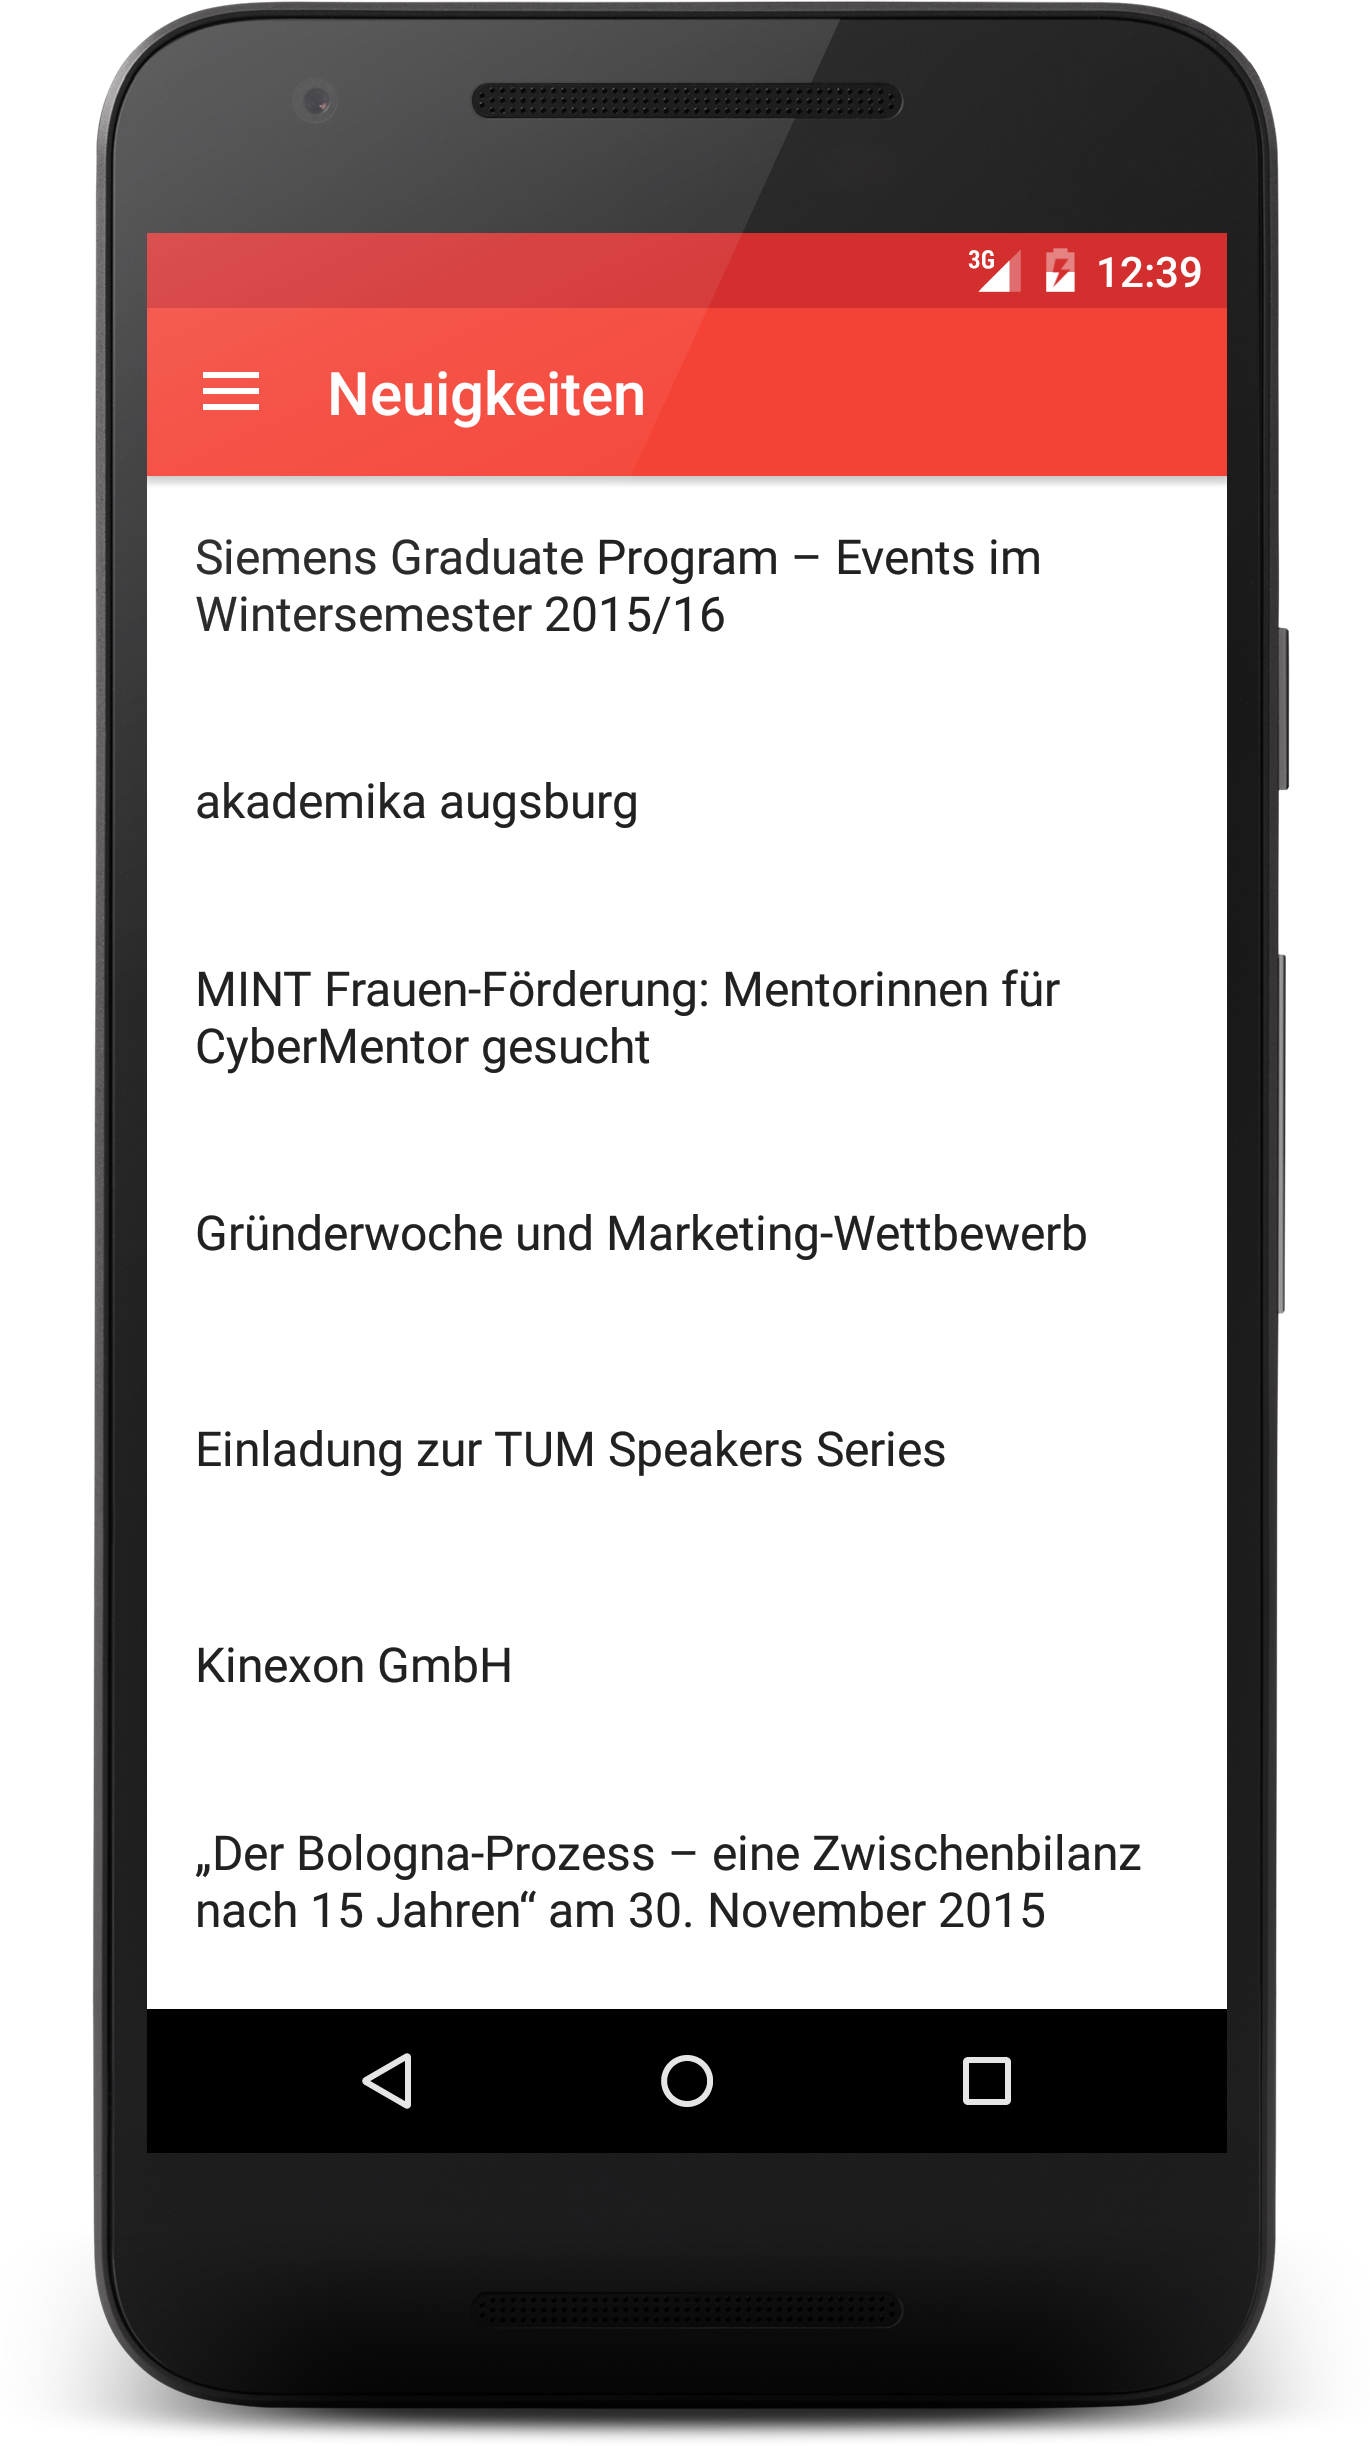 3G 12:39
Neuigkeiten
Siemens Graduate Program – Events im
Wintersemester 2015/16
akademika augsburg
MINT Frauen-Förderung: Mentorinnen für
CyberMentor gesucht
Gründerwoche und Marketing-Wettbewerb
Einladung zur TUM Speakers Series
Kinexon GmbH
„Der Bologna-Prozess – eine Zwischenbilanz
nach 15 Jahren“ am 30. November 2015